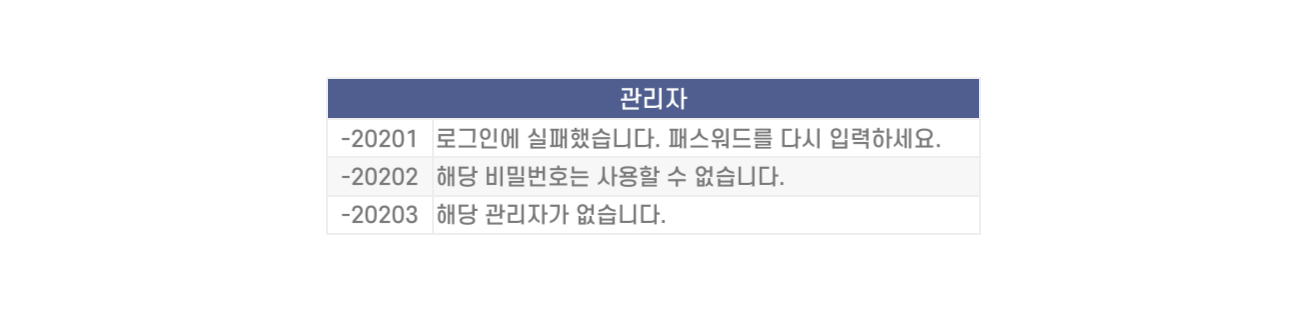 관리자
-20201 로그인에 실패했습니다. 패스워드를 다시 입력하세요.
-20202 해당 비밀번호는 사용할 수 없습니다.
-20203 해당 관리자가 없습니다.